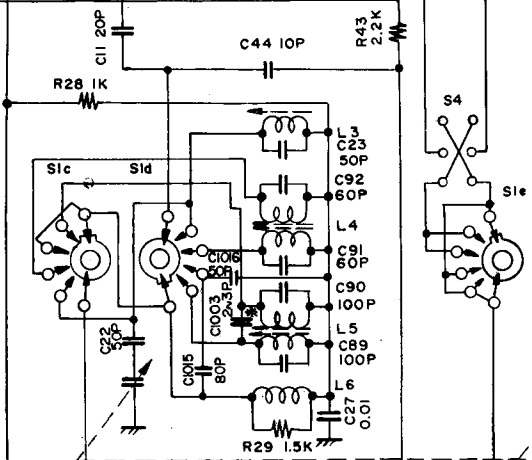 C11 20P
C44 10P
R43
2.2K
R28 1K
S4
L3
C23
50P
S1c
S1d
C92
60P
S1e
L4
C1016
50P
C91
60P
C1003
2~3P
*
C90
100P
L5
C22
50P
C89
100P
C1015
80P
L6
C27
0.01
R29 1.5K